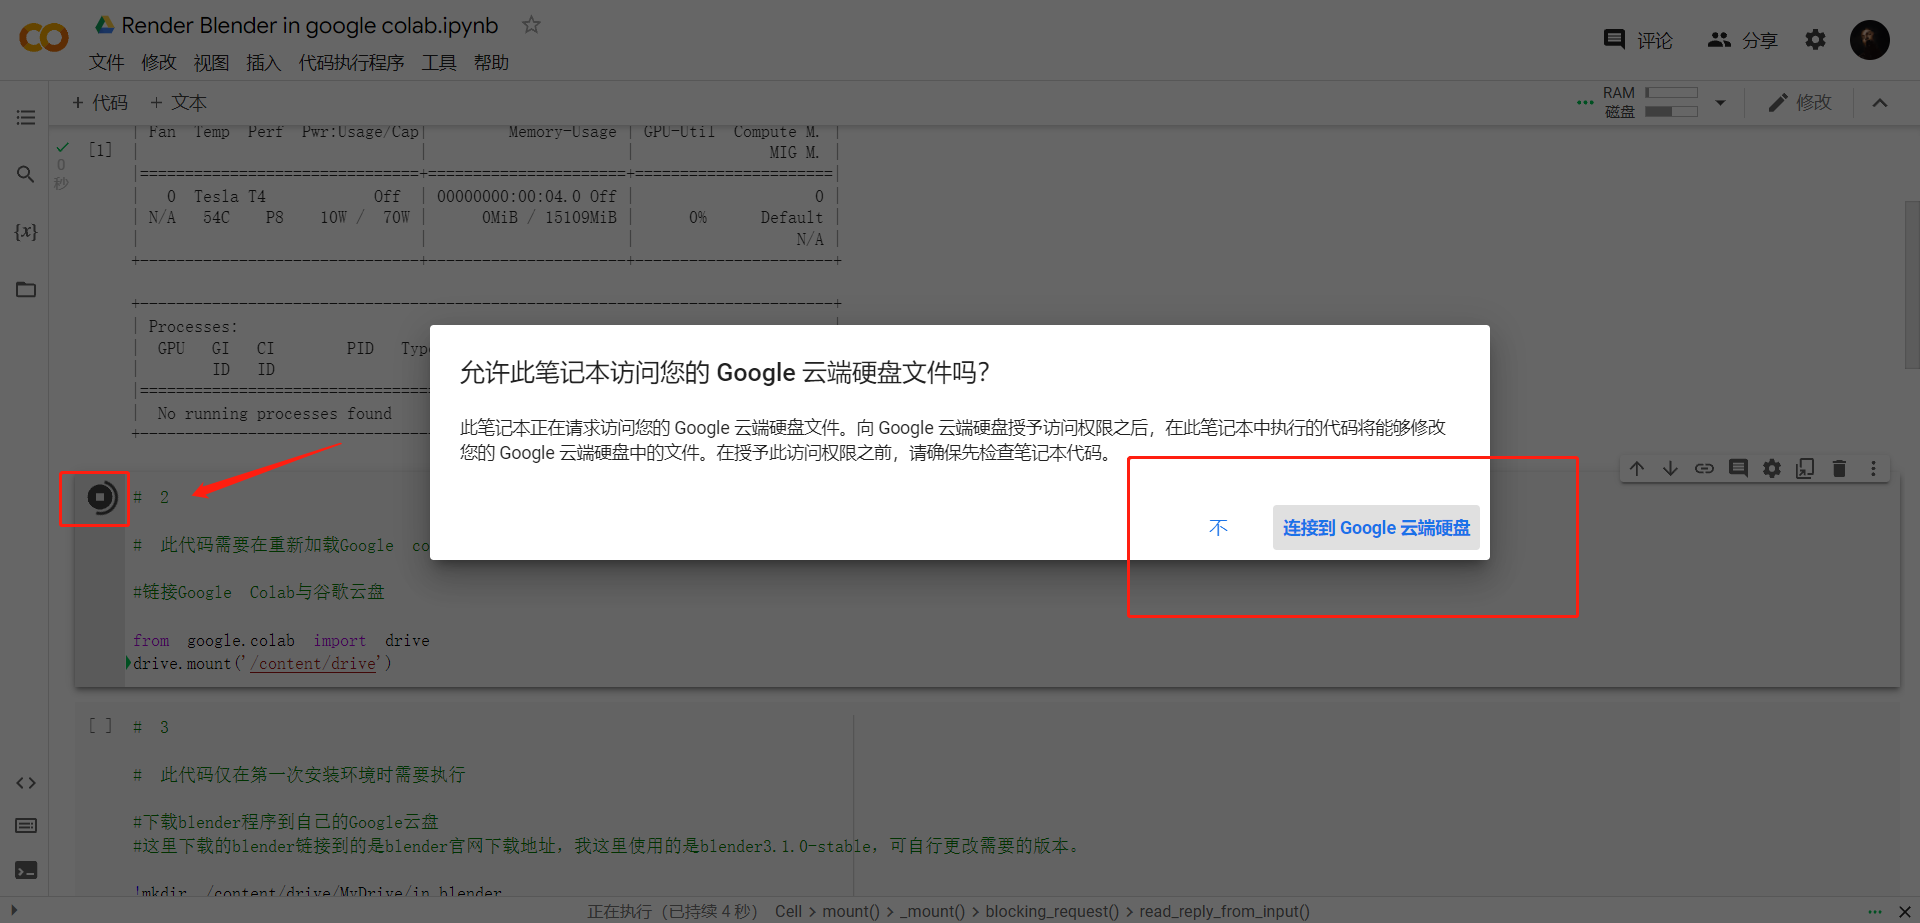 Render Blender in google colab.ipynb
文件 修改 视图 插入 代码执行程序 工具 帮助
评论 分享
+ 代码 + 文本
RAM
磁盘
修改
[1]
0
秒
| Fan  Temp  Perf  Pwr:Usage/Cap|         Memory-Usage | GPU-Util  Compute M. |
|                               |                      |               MIG M. |
|===============================+======================+======================|
|   0  Tesla T4            Off  | 00000000:00:04.0 Off |                    0 |
| N/A   54C    P8    10W /  70W |      0MiB / 15109MiB |      0%      Default |
|                               |                      |                  N/A |
+-------------------------------+----------------------+----------------------+
+-----------------------------------------------------------------------------+
| Processes:
|  GPU   GI   CI        PID   Typ
|        ID   ID
|================================
|  No running processes found
+--------------------------------
允许此笔记本访问您的 Google 云端硬盘文件吗？
此笔记本正在请求访问您的 Google 云端硬盘文件。向 Google 云端硬盘授予访问权限之后，在此笔记本中执行的代码将能够修改
您的 Google 云端硬盘中的文件。在授予此访问权限之前，请确保先检查笔记本代码。
不 连接到 Google 云端硬盘
# 2
# 此代码需要在重新加载Google co
#链接Google Colab与谷歌云盘
from google.colab import drive
drive.mount('/content/drive')
[ ] # 3
# 此代码仅在第一次安装环境时需要执行
#下载blender程序到自己的Google云盘
#这里下载的blender链接到的是blender官网下载地址，我这里使用的是blender3.1.0-stable，可自行更改需要的版本。
!mkdir /content/drive/MyDrive/in_blender
正在执行（已持续 4 秒） Cell > mount() > _mount() > blocking_request() > read_reply_from_input()